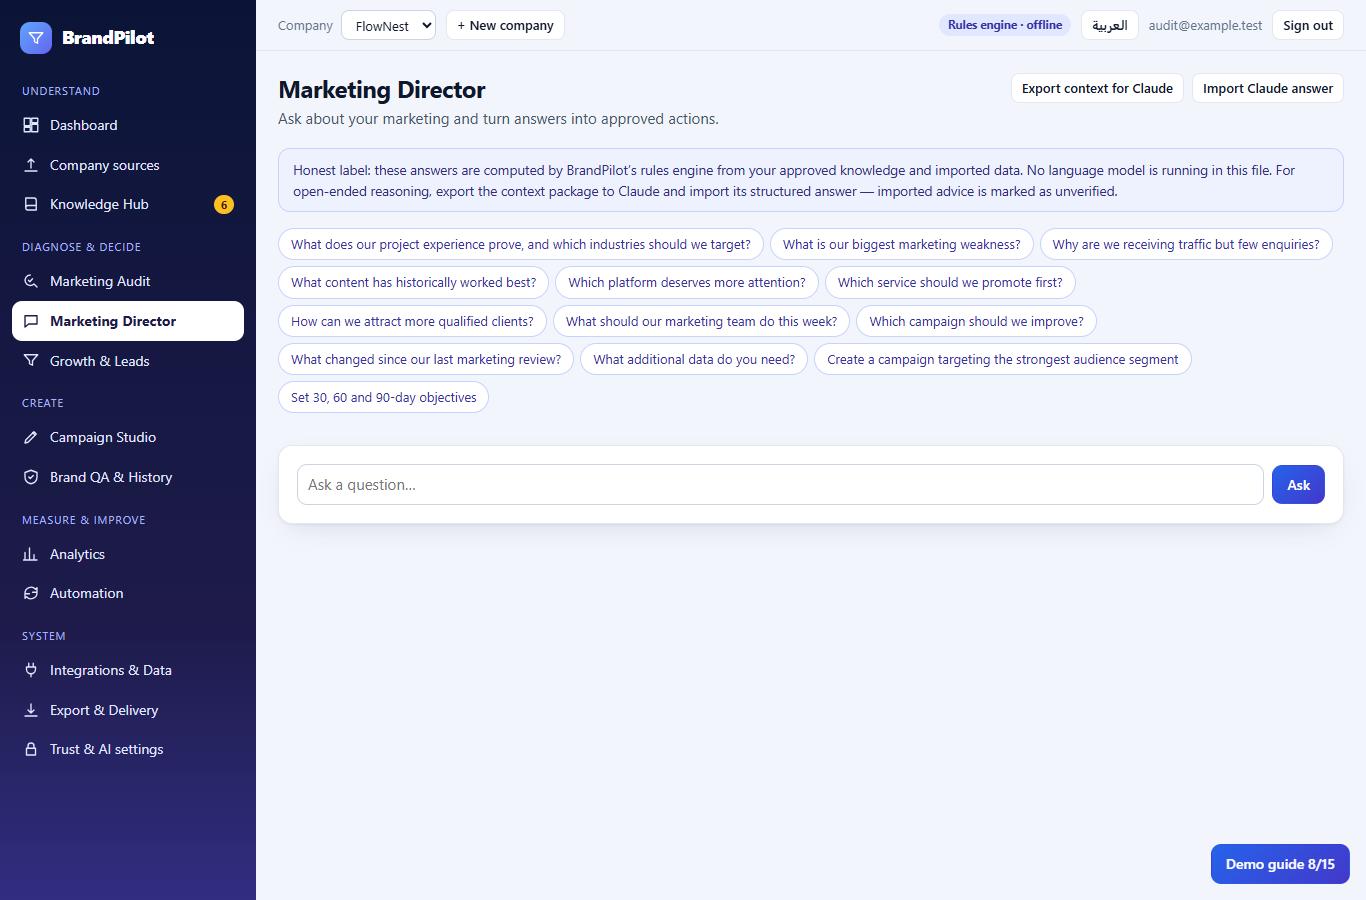 BrandPilot
UNDERSTAND
Dashboard
Company sources
Knowledge Hub 6
DIAGNOSE & DECIDE
Marketing Audit
Marketing Director
Growth & Leads
CREATE
Campaign Studio
Brand QA & History
MEASURE & IMPROVE
Analytics
Automation
SYSTEM
Integrations & Data
Export & Delivery
Trust & AI settings
Company FlowNest + New company Rules engine · offline العربية audit@example.test Sign out
Marketing Director
Export context for Claude Import Claude answer
Ask about your marketing and turn answers into approved actions.
Honest label: these answers are computed by BrandPilot's rules engine from your approved knowledge and imported data. No language model is running in this file. For
open-ended reasoning, export the context package to Claude and import its structured answer — imported advice is marked as unverified.
What does our project experience prove, and which industries should we target? What is our biggest marketing weakness? Why are we receiving traffic but few enquiries?
What content has historically worked best? Which platform deserves more attention? Which service should we promote first?
How can we attract more qualified clients? What should our marketing team do this week? Which campaign should we improve?
What changed since our last marketing review? What additional data do you need? Create a campaign targeting the strongest audience segment
Set 30, 60 and 90-day objectives
Ask a question... Ask
Demo guide 8/15